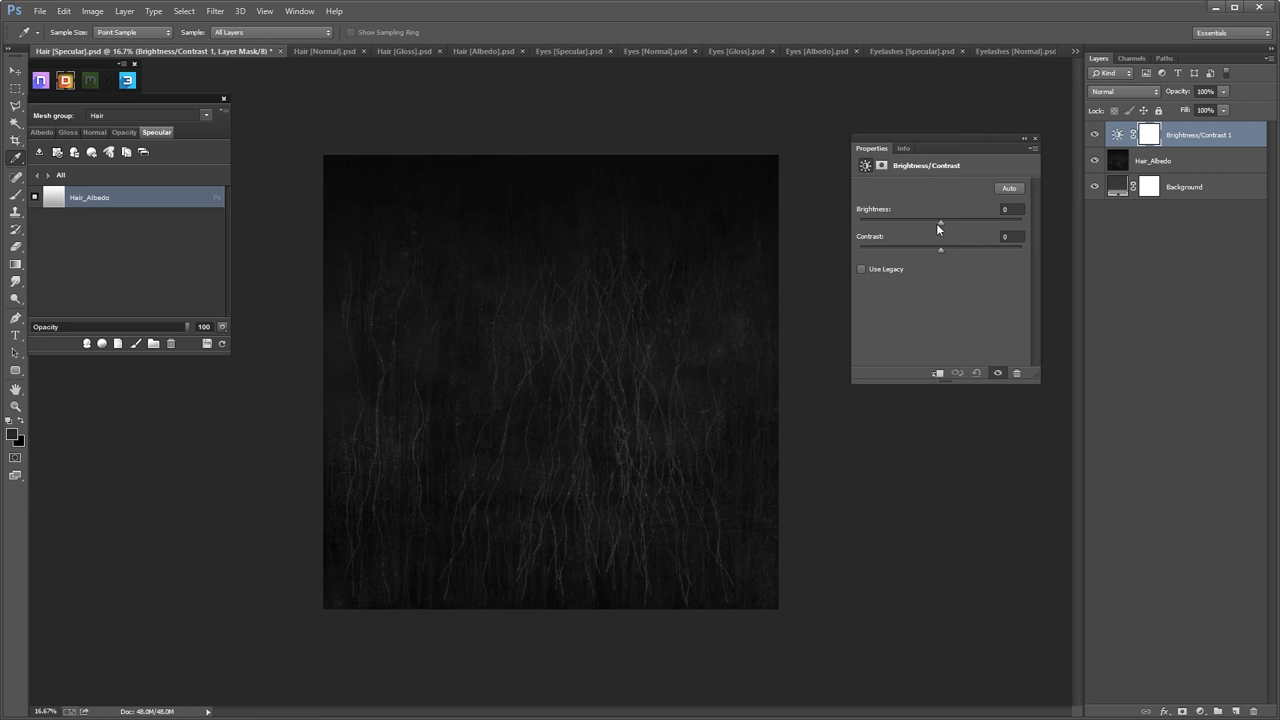 Ps File Edit Image Layer Type Select Filter 3D View Window Help
Sample Size: Point Sample Sample: All Layers Show Sampling Ring Essentials
Hair [Specular].psd @ 16.7% (Brightness/Contrast 1, Layer Mask/8) * × Hair [Normal].psd × Hair [Gloss].psd × Hair [Albedo].psd × Eyes [Specular].psd × Eyes [Normal].psd × Eyes [Gloss].psd × Eyes [Albedo].psd × Eyelashes [Specular].psd × Eyelashes [Normal].psd
Layers Channels Paths
Kind
Normal Opacity: 100%
Lock: Fill: 100%
Brightness/Contrast 1
Hair_Albedo
Background
Mesh group: Hair
Albedo Gloss Normal Opacity Specular
All
Hair_Albedo Ps
Opacity 100
Properties Info
Brightness/Contrast
Auto
Brightness: 0
Contrast: 0
Use Legacy
16.67% Doc: 48.0M/48.0M